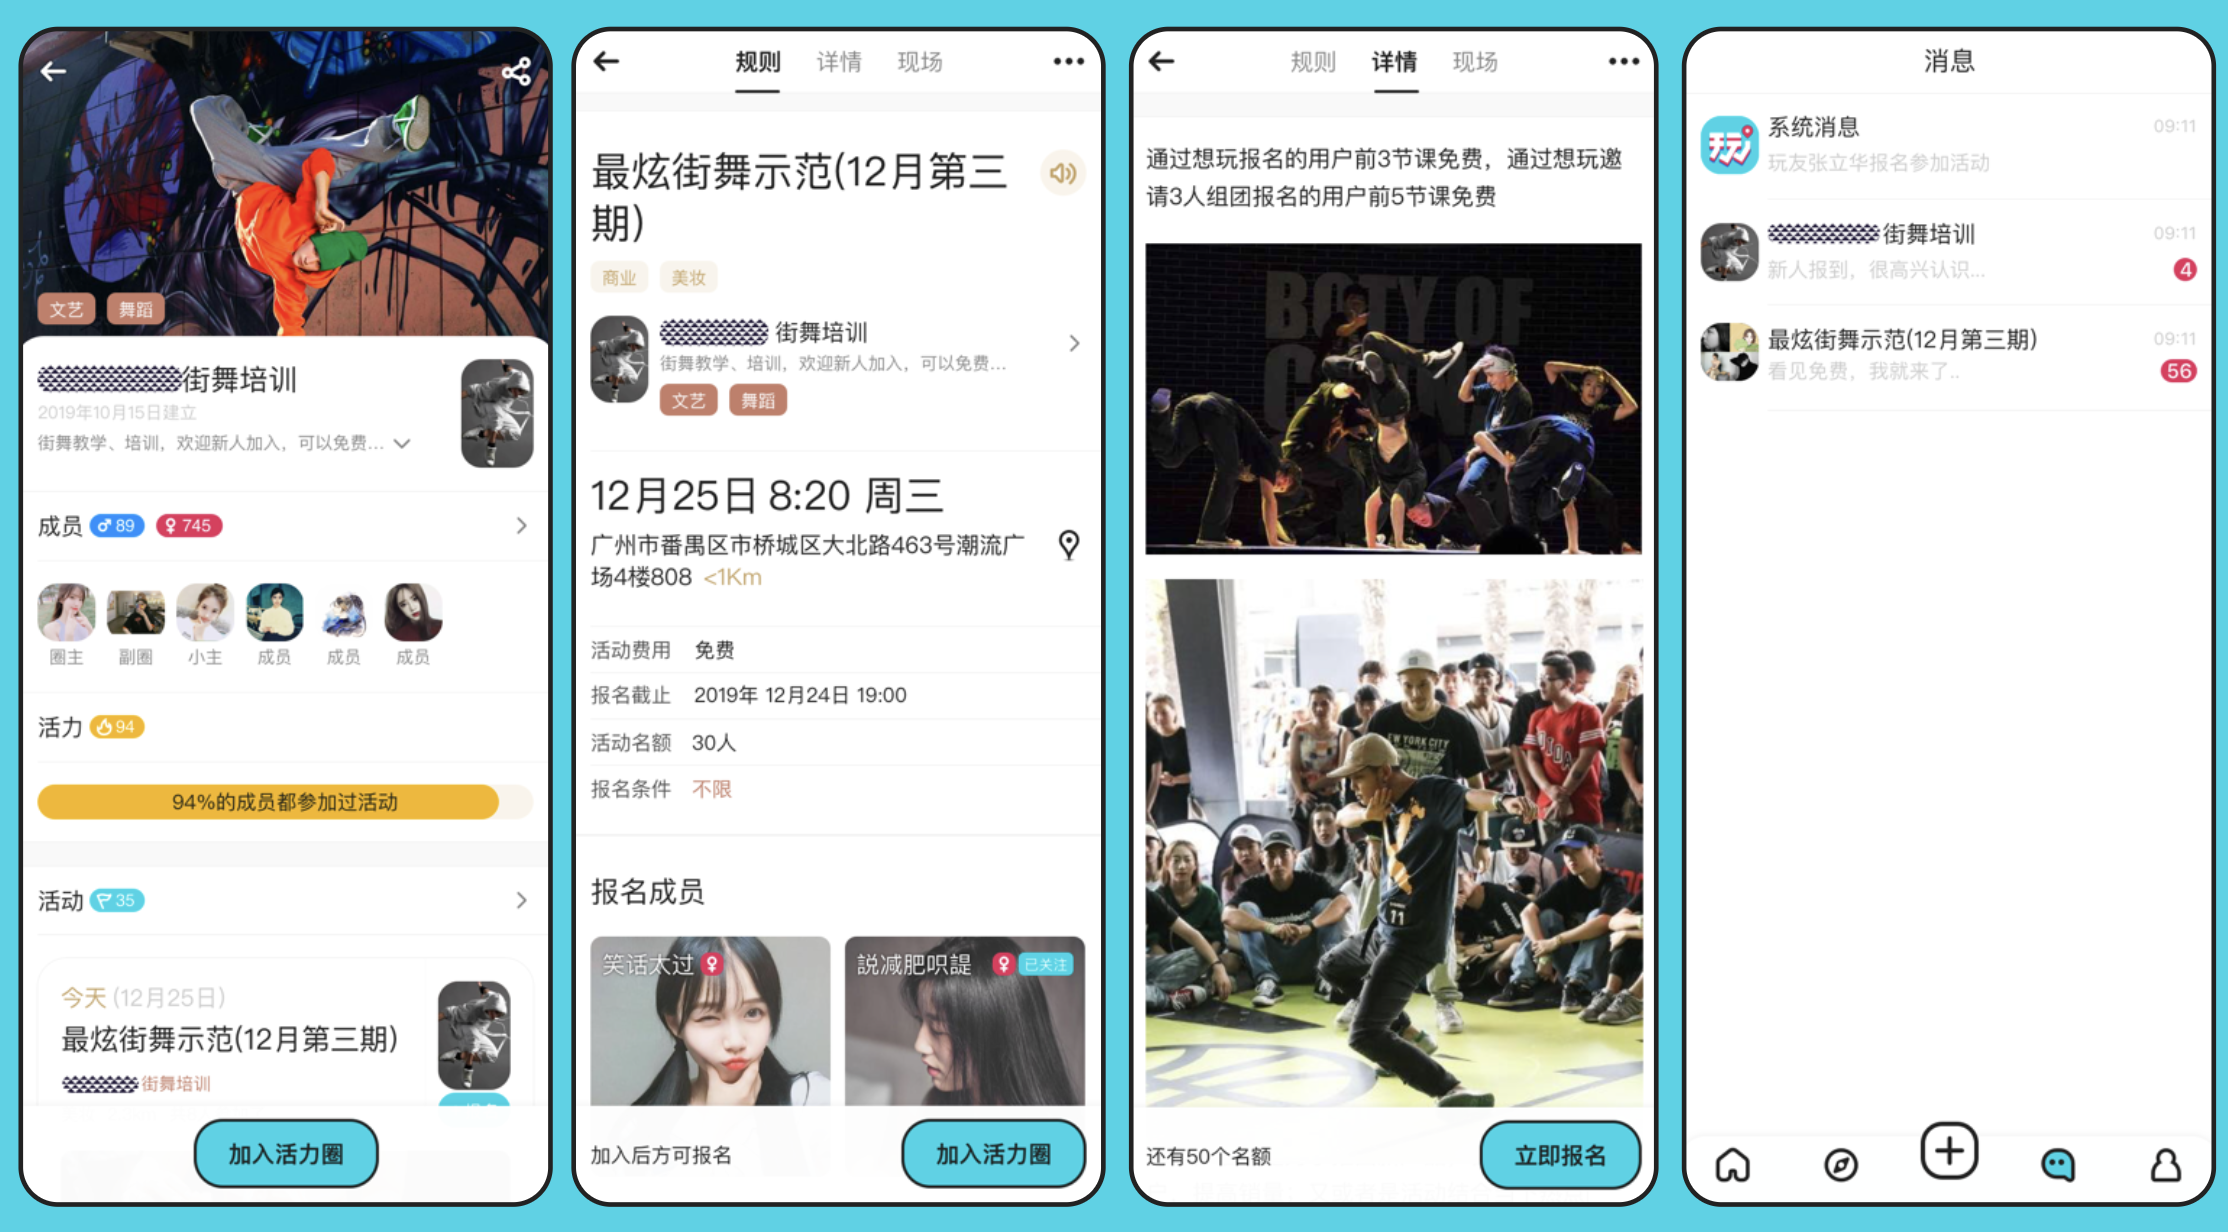 文艺
舞蹈
街舞培训
2019年10月15日建立
街舞教学、培训，欢迎新人加入，可以免费...
成员 89 745
圈主
副圈
小主
成员
成员
成员
活力 94
94%的成员都参加过活动
活动 35
今天(12月25日)
最炫街舞示范(12月第三期)
街舞培训
加入活力圈
规则
详情
现场
最炫街舞示范(12月第三
期)
商业
美妆
街舞培训
街舞教学、培训，欢迎新人加入，可以免费...
文艺
舞蹈
12月25日 8:20 周三
广州市番禺区市桥城区大北路463号潮流广
场4楼808 <1Km
活动费用 免费
报名截止 2019年 12月24日 19:00
活动名额 30人
报名条件 不限
报名成员
笑话太过
説减肥呮諟
已关注
加入后方可报名
加入活力圈
规则
详情
现场
通过想玩报名的用户前3节课免费，通过想玩邀
请3人组团报名的用户前5节课免费
BOTY OF
EW YORK CITY
11
还有50个名额
立即报名
消息
玩
系统消息
09:11
玩友张立华报名参加活动
街舞培训
09:11
新人报到，很高兴认识...
4
最炫街舞示范(12月第三期)
09:11
看见免费，我就来了..
56